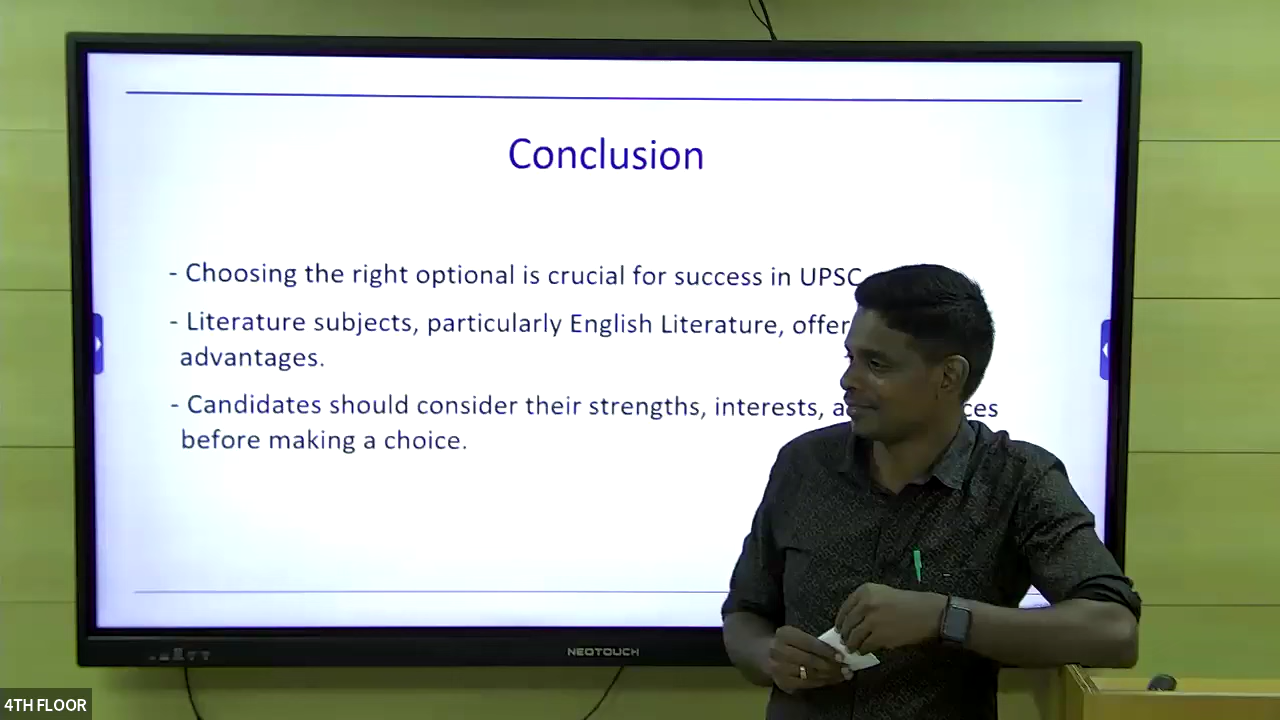 Conclusion
- Choosing the right optional is crucial for success in UPSC
- Literature subjects, particularly English Literature, offer
advantages.
- Candidates should consider their strengths, interests,
before making a choice.
NEOTOUCH
4TH FLOOR